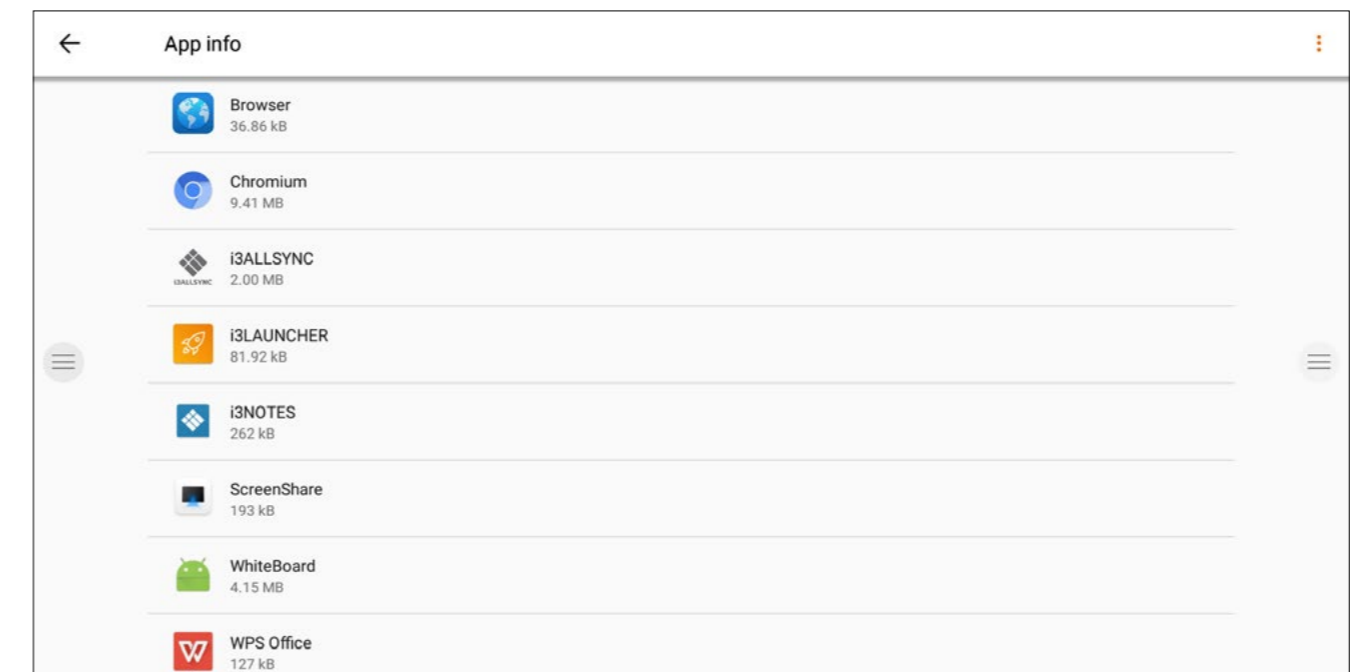 App info
Browser
36.86 kB
Chromium
9.41 MB
i3ALLSYNC
i3ALLSYNC
2.00 MB
i3LAUNCHER
81.92 kB
i3NOTES
262 kB
ScreenShare
193 kB
WhiteBoard
4.15 MB
WPS Office
127 kB